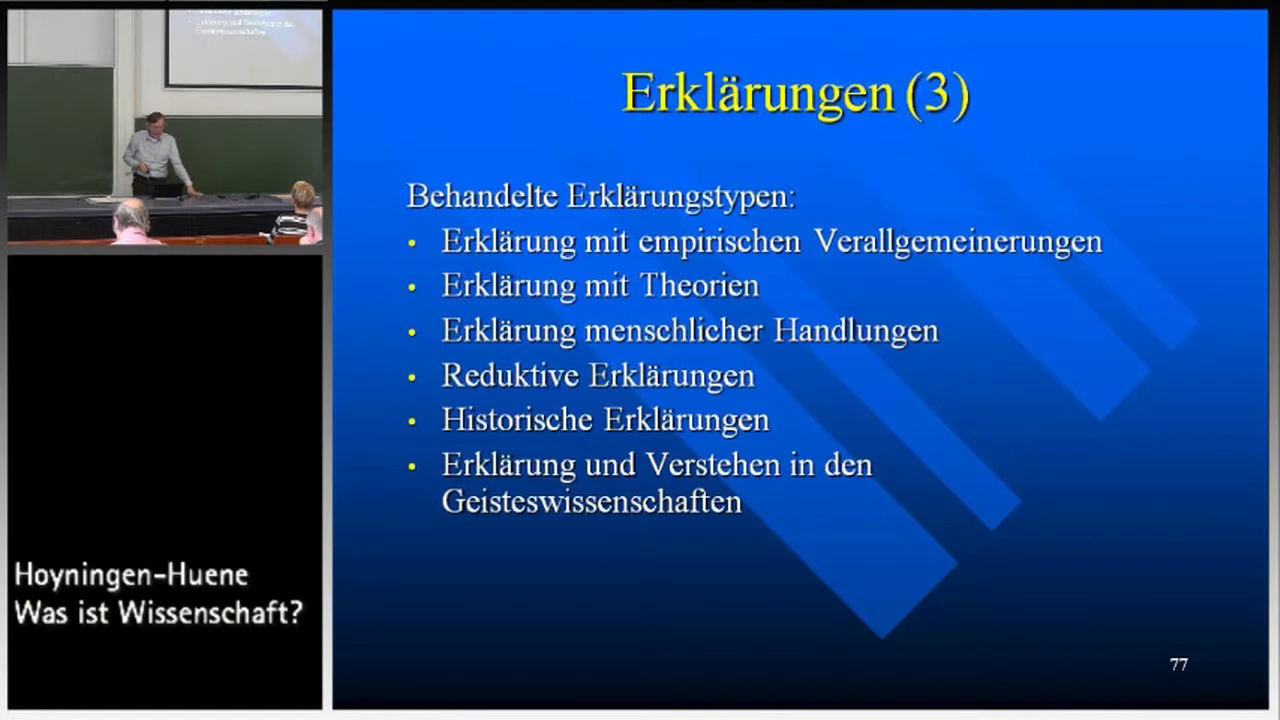 Erklärungen (3)
Behandelte Erklärungstypen:
• Erklärung mit empirischen Verallgemeinerungen
• Erklärung mit Theorien
• Erklärung menschlicher Handlungen
• Reduktive Erklärungen
• Historische Erklärungen
• Erklärung und Verstehen in den
Geisteswissenschaften
77
Hoyningen-Huene
Was ist Wissenschaft?